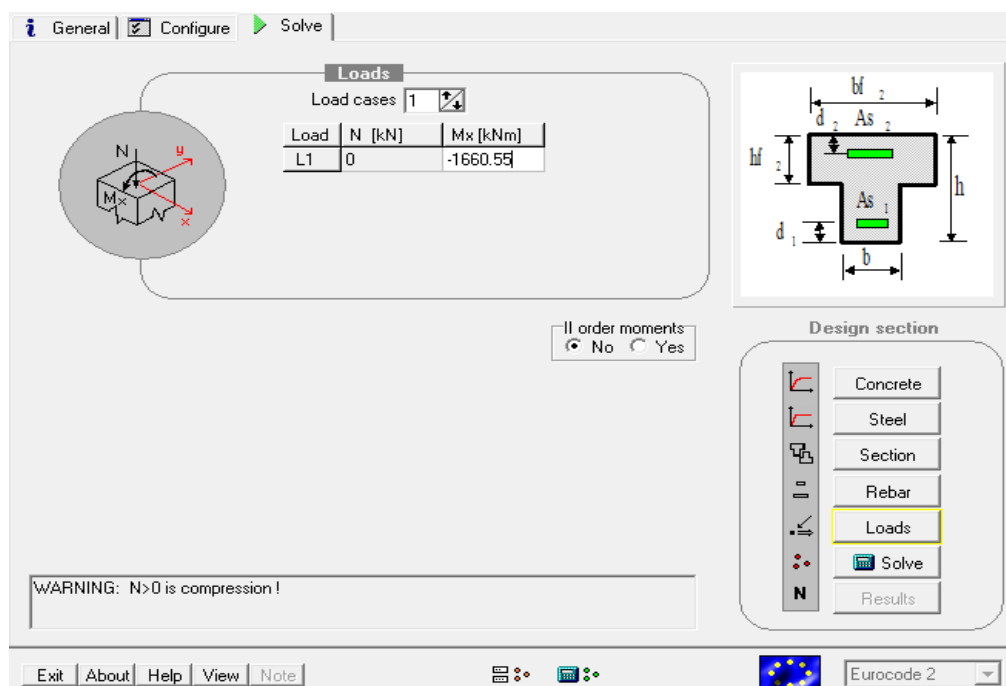 General Configure Solve
Loads
Load cases 1
Load N [kN] Mx [kNm]
L1 0 -1660.55
N y
Mx
x
bf 2
d 2 As 2
hf 2
h
As 1
d 1
b
II order moments
No Yes
Design section
Concrete
Steel
Section
Rebar
Loads
Solve
N Results
WARNING: N>0 is compression !
Exit About Help View Note Eurocode 2